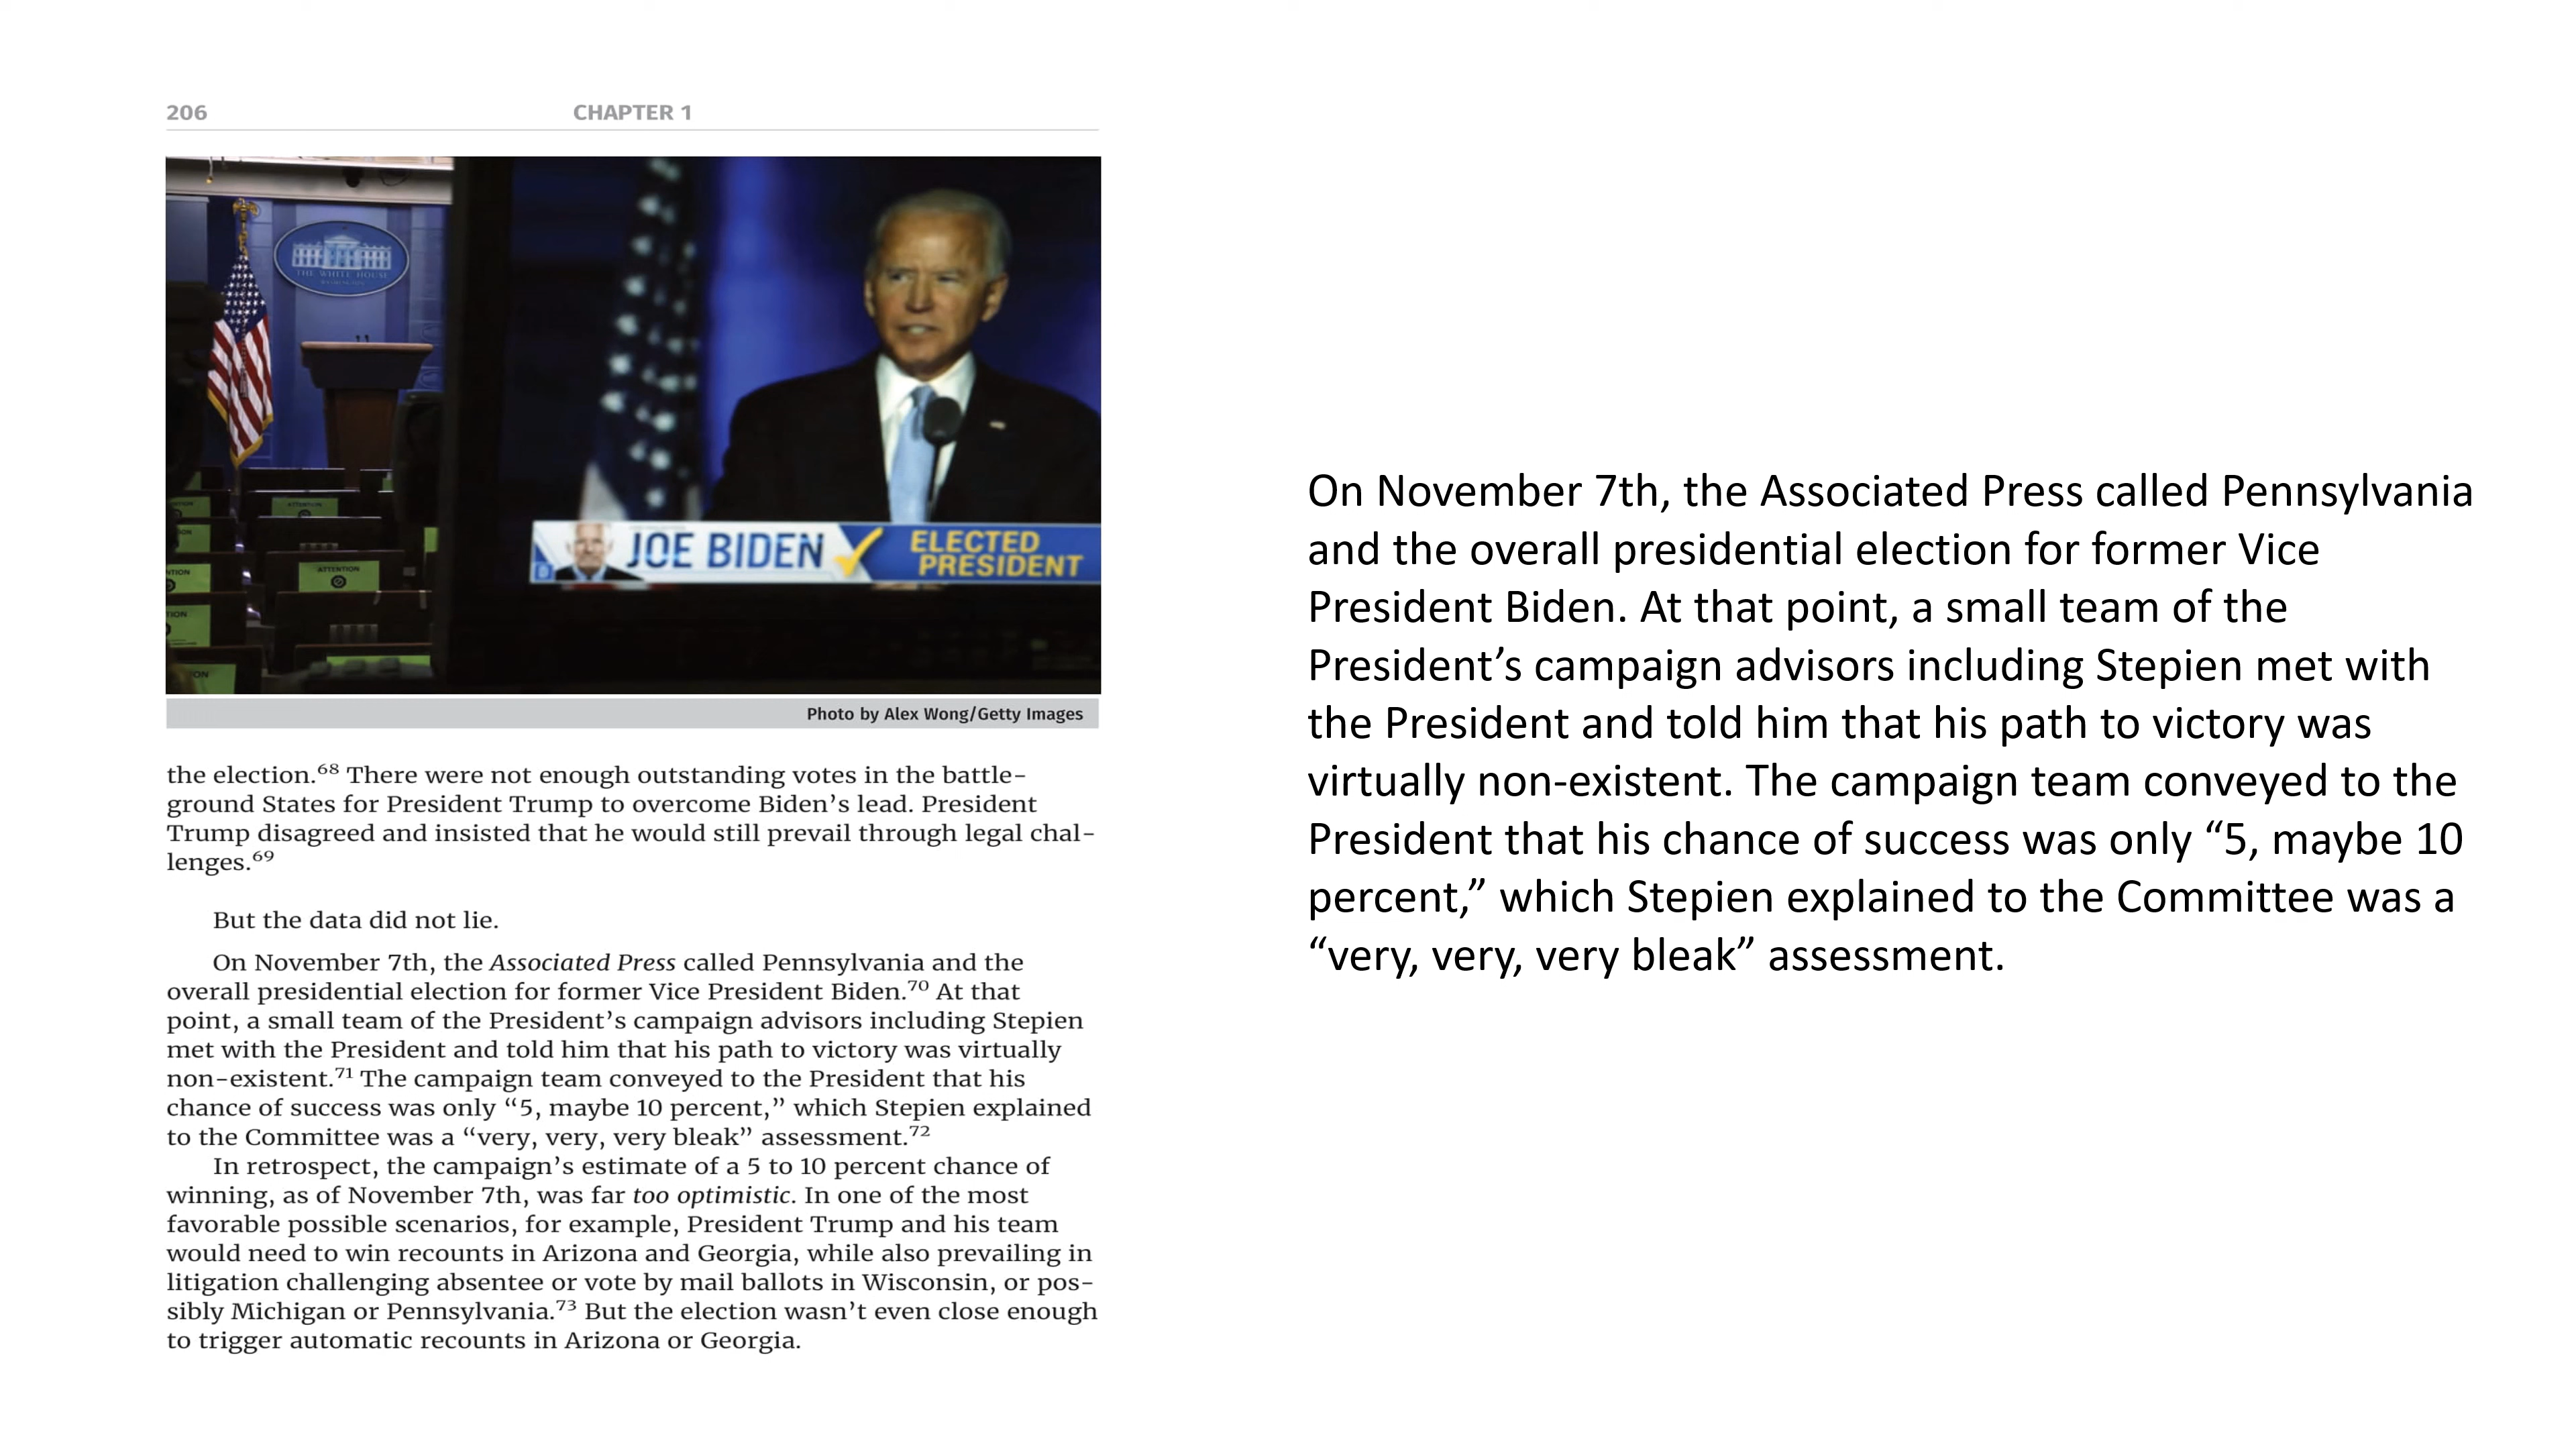 206 CHAPTER 1
THE WHITE HOUSE
WASHINGTON
ATTENTION
ATTENTION
JOE BIDEN ELECTED
PRESIDENT
Photo by Alex Wong/Getty Images
the election.⁶⁸ There were not enough outstanding votes in the battle-
ground States for President Trump to overcome Biden’s lead. President
Trump disagreed and insisted that he would still prevail through legal chal-
lenges.⁶⁹
But the data did not lie.
On November 7th, the Associated Press called Pennsylvania and the
overall presidential election for former Vice President Biden.⁷⁰ At that
point, a small team of the President’s campaign advisors including Stepien
met with the President and told him that his path to victory was virtually
non-existent.⁷¹ The campaign team conveyed to the President that his
chance of success was only “5, maybe 10 percent,” which Stepien explained
to the Committee was a “very, very, very bleak” assessment.⁷²
In retrospect, the campaign’s estimate of a 5 to 10 percent chance of
winning, as of November 7th, was far too optimistic. In one of the most
favorable possible scenarios, for example, President Trump and his team
would need to win recounts in Arizona and Georgia, while also prevailing in
litigation challenging absentee or vote by mail ballots in Wisconsin, or pos-
sibly Michigan or Pennsylvania.⁷³ But the election wasn’t even close enough
to trigger automatic recounts in Arizona or Georgia.
On November 7th, the Associated Press called Pennsylvania
and the overall presidential election for former Vice
President Biden. At that point, a small team of the
President’s campaign advisors including Stepien met with
the President and told him that his path to victory was
virtually non-existent. The campaign team conveyed to the
President that his chance of success was only “5, maybe 10
percent,” which Stepien explained to the Committee was a
“very, very, very bleak” assessment.